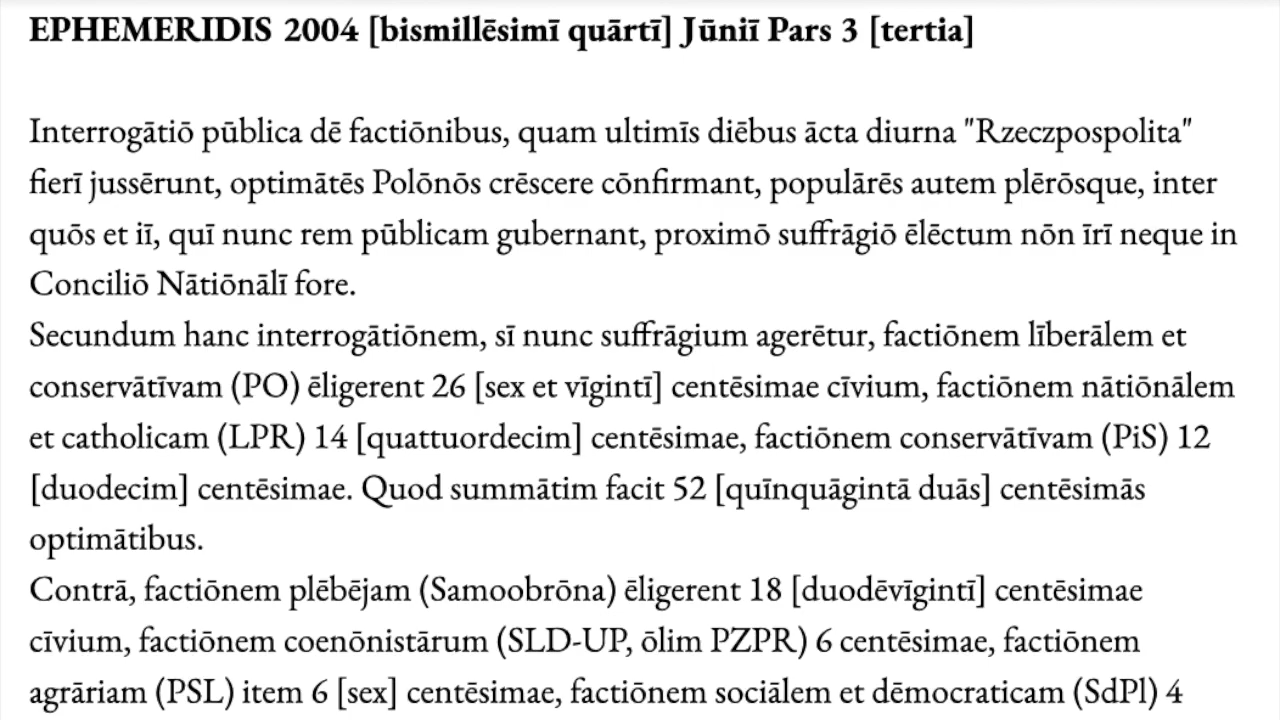 EPHEMERIDIS 2004 [bismillēsimī quārtī] Jūniī Pars 3 [tertia]
Interrogātiō pūblica dē factiōnibus, quam ultimīs diēbus ācta diurna "Rzeczpospolita"
fierī jussērunt, optimātēs Polōnōs crēscere cōnfirmant, populārēs autem plērōsque, inter
quōs et iī, quī nunc rem pūblicam gubernant, proximō suffrāgiō ēlēctum nōn īrī neque in
Conciliō Nātiōnālī fore.
Secundum hanc interrogātiōnem, sī nunc suffrāgium agerētur, factiōnem līberālem et
conservātīvam (PO) ēligerent 26 [sex et vīgintī] centēsimae cīvium, factiōnem nātiōnālem
et catholicam (LPR) 14 [quattuordecim] centēsimae, factiōnem conservātīvam (PiS) 12
[duodecim] centēsimae. Quod summātim facit 52 [quīnquāgintā duās] centēsimās
optimātibus.
Contrā, factiōnem plēbējam (Samoobrōna) ēligerent 18 [duodēvīgintī] centēsimae
cīvium, factiōnem coenōnistārum (SLD-UP, ōlim PZPR) 6 centēsimae, factiōnem
agrāriam (PSL) item 6 [sex] centēsimae, factiōnem sociālem et dēmocraticam (SdPl) 4